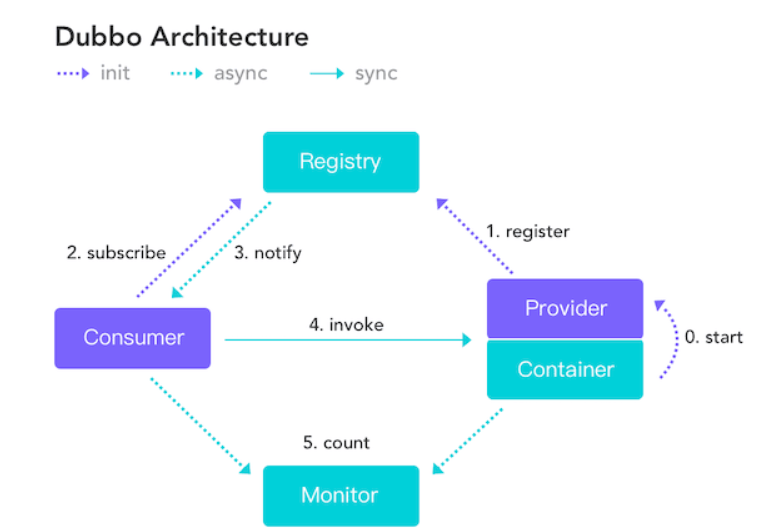 Dubbo Architecture
init async sync
Registry
1. register
2. subscribe 3. notify
Provider
4. invoke
Consumer
0. start
Container
5. count
Monitor